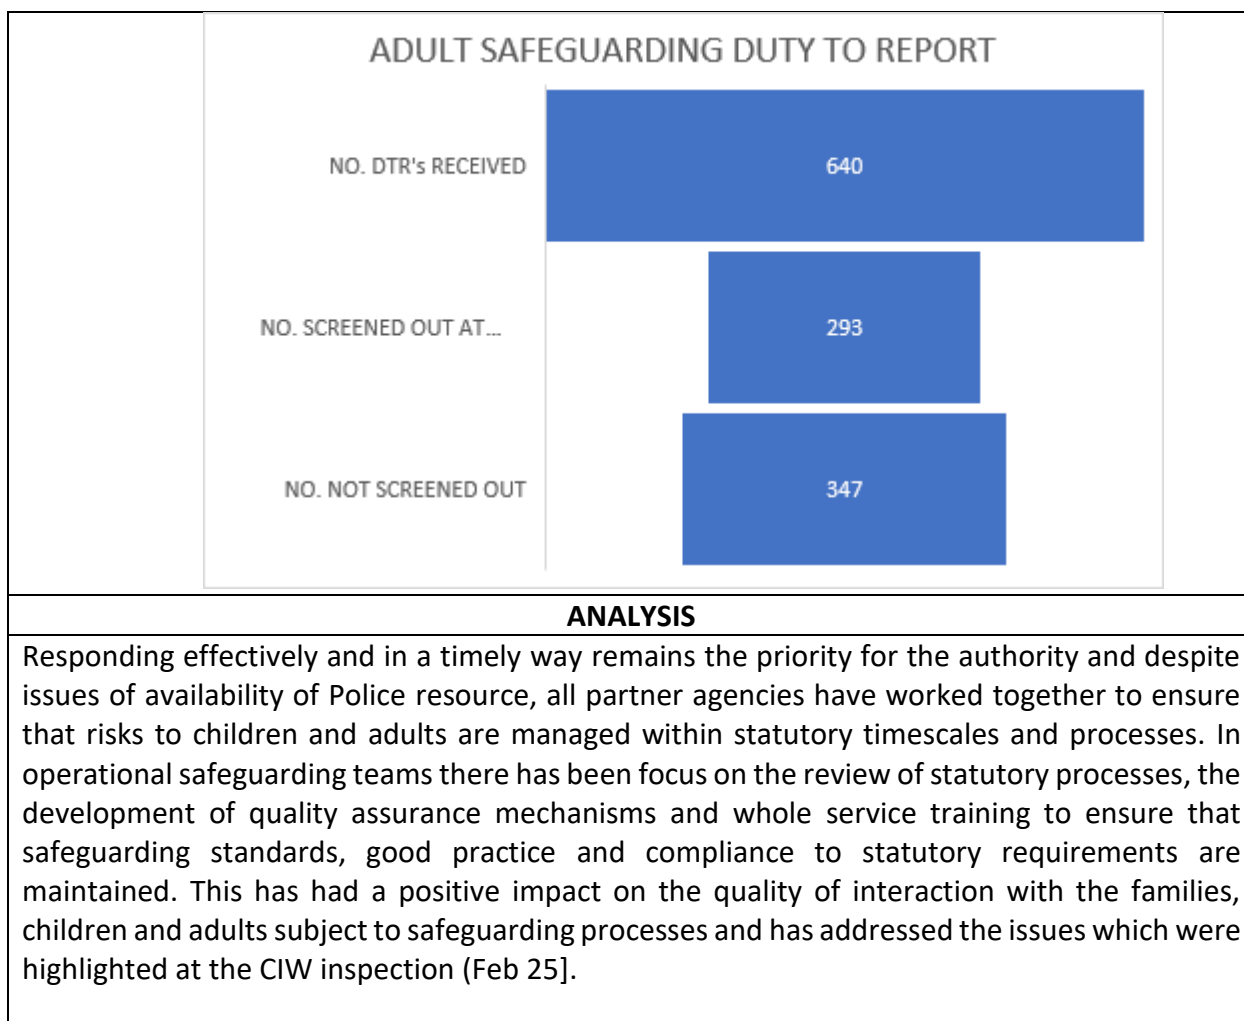 ADULT SAFEGUARDING DUTY TO REPORT
NO. DTR's RECEIVED
640
NO. SCREENED OUT AT...
293
NO. NOT SCREENED OUT
347
ANALYSIS
Responding effectively and in a timely way remains the priority for the authority and despite
issues of availability of Police resource, all partner agencies have worked together to ensure
that risks to children and adults are managed within statutory timescales and processes. In
operational safeguarding teams there has been focus on the review of statutory processes, the
development of quality assurance mechanisms and whole service training to ensure that
safeguarding standards, good practice and compliance to statutory requirements are
maintained. This has had a positive impact on the quality of interaction with the families,
children and adults subject to safeguarding processes and has addressed the issues which were
highlighted at the CIW inspection (Feb 25].